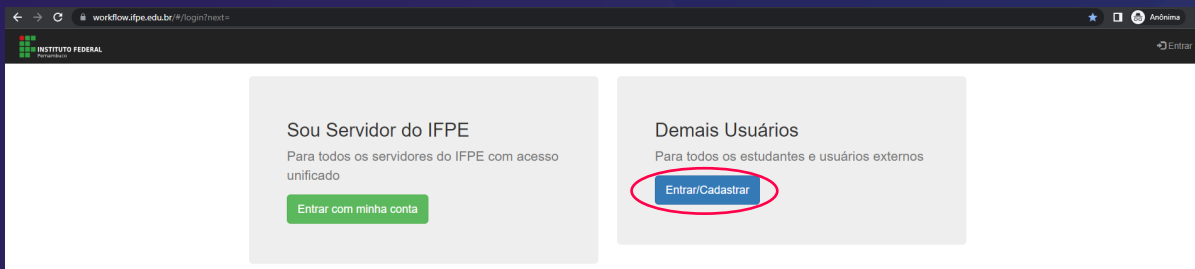 workflow.ifpe.edu.br/#/login?next=
Anônima
INSTITUTO FEDERAL
Pernambuco
Entrar
Sou Servidor do IFPE
Para todos os servidores do IFPE com acesso
unificado
Entrar com minha conta
Demais Usuários
Para todos os estudantes e usuários externos
Entrar/Cadastrar